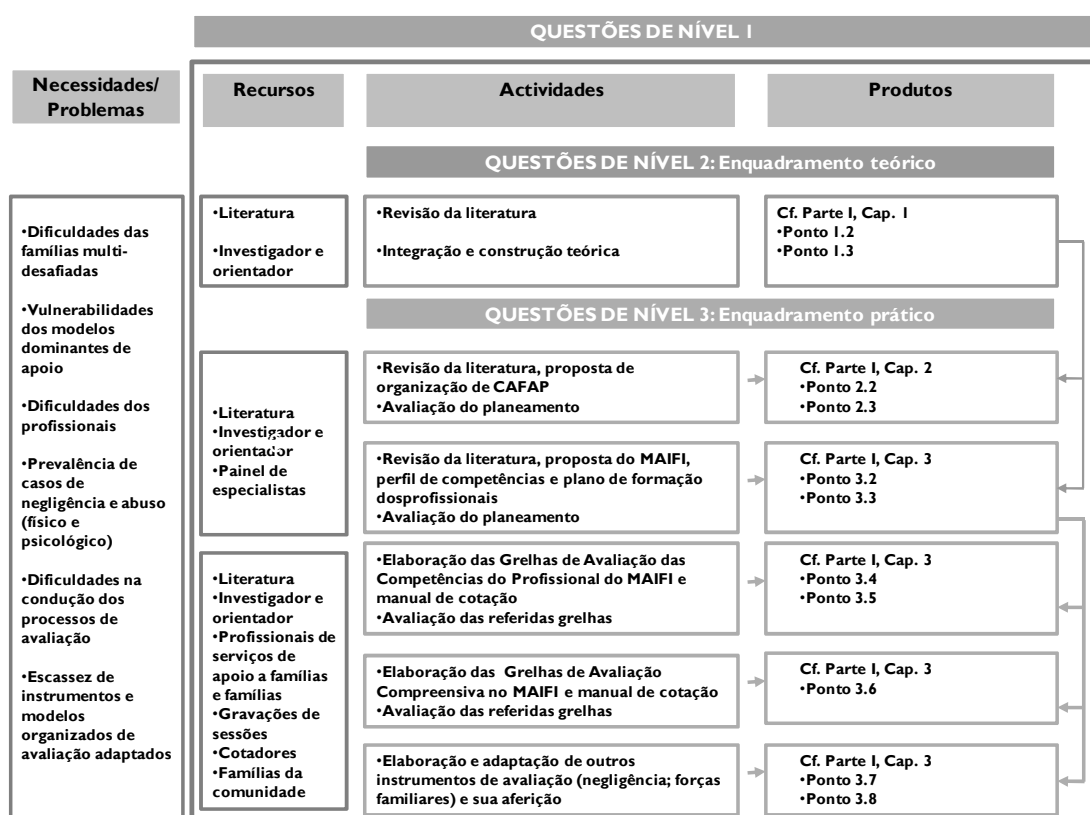 QUESTÕES DE NÍVEL 1
Necessidades/
Problemas
Recursos
Actividades
Produtos
QUESTÕES DE NÍVEL 2: Enquadramento teórico
•Dificuldades das
famílias multi-
desafiadas
•Vulnerabilidades
dos modelos
dominantes de
apoio
•Dificuldades dos
profissionais
•Prevalência de
casos de
negligência e abuso
(físico e
psicológico)
•Dificuldades na
condução dos
processos de
avaliação
•Escassez de
instrumentos e
modelos
organizados de
avaliação adaptados
•Literatura
•Investigador e
orientador
•Revisão da literatura
•Integração e construção teórica
Cf. Parte I, Cap. 1
•Ponto 1.2
•Ponto 1.3
QUESTÕES DE NÍVEL 3: Enquadramento prático
•Literatura
•Investigador e
orientador
•Painel de
especialistas
•Revisão da literatura, proposta de
organização de CAFAP
•Avaliação do planeamento
Cf. Parte I, Cap. 2
•Ponto 2.2
•Ponto 2.3
•Revisão da literatura, proposta do MAIFI,
perfil de competências e plano de formação
dosprofissionais
•Avaliação do planeamento
Cf. Parte I, Cap. 3
•Ponto 3.2
•Ponto 3.3
•Literatura
•Investigador e
orientador
•Profissionais de
serviços de
apoio a famílias
e famílias
•Gravações de
sessões
•Cotadores
•Famílias da
comunidade
•Elaboração das Grelhas de Avaliação das
Competências do Profissional do MAIFI e
manual de cotação
•Avaliação das referidas grelhas
Cf. Parte I, Cap. 3
•Ponto 3.4
•Ponto 3.5
•Elaboração das Grelhas de Avaliação
Compreensiva no MAIFI e manual de cotação
•Avaliação das referidas grelhas
Cf. Parte I, Cap. 3
•Ponto 3.6
•Elaboração e adaptação de outros
instrumentos de avaliação (negligência; forças
familiares) e sua aferição
Cf. Parte I, Cap. 3
•Ponto 3.7
•Ponto 3.8